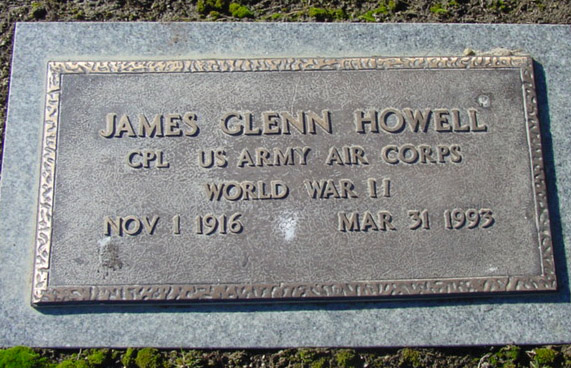 JAMES GLENN HOWELL
CPL US ARMY AIR CORPS
WORLD WAR II
NOV 1 1916 MAR 31 1993